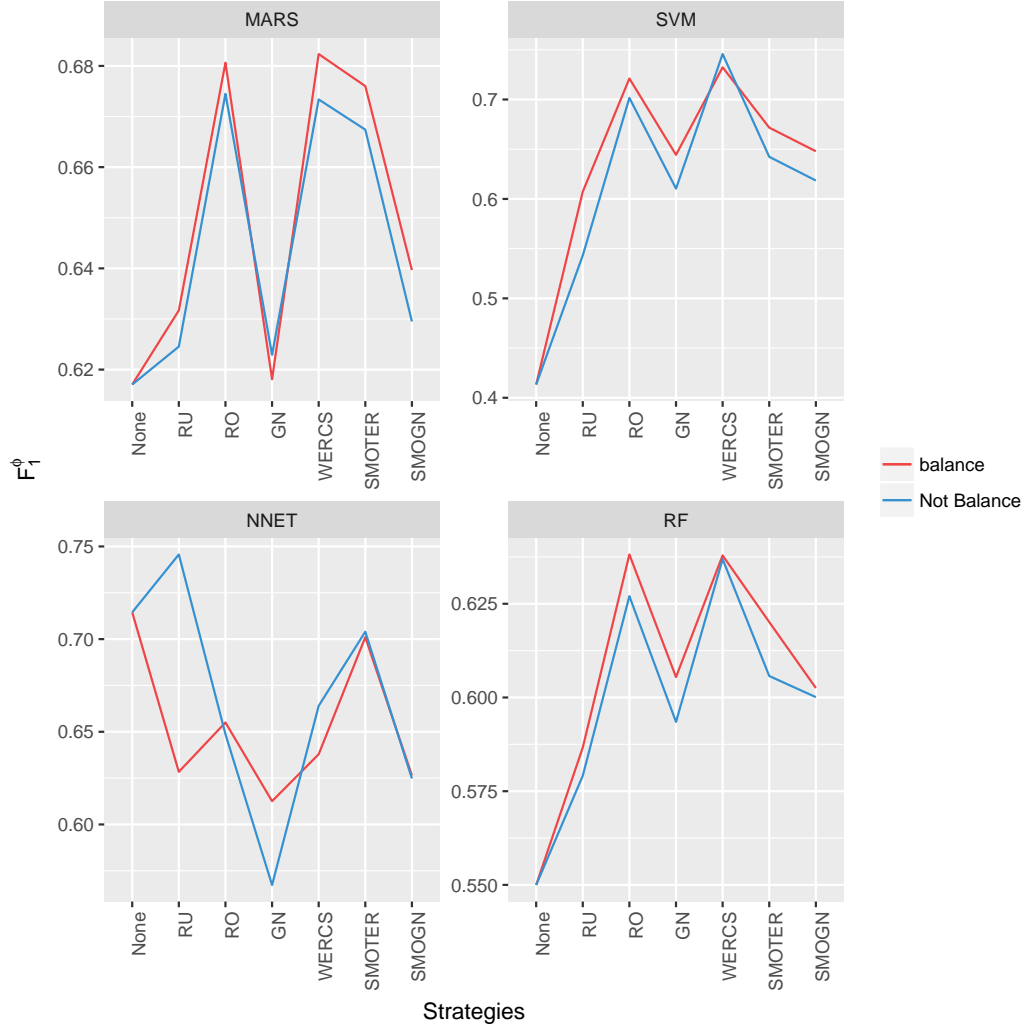 MARS
SVM
0.68
0.66
0.64
0.62
0.7
0.6
0.5
0.4
None
RU
RO
GN
WERCS
SMOTER
SMOGN
None
RU
RO
GN
WERCS
SMOTER
SMOGN
F₁^ϕ
balance
Not Balance
NNET
RF
0.75
0.70
0.65
0.60
0.625
0.600
0.575
0.550
None
RU
RO
GN
WERCS
SMOTER
SMOGN
None
RU
RO
GN
WERCS
SMOTER
SMOGN
Strategies